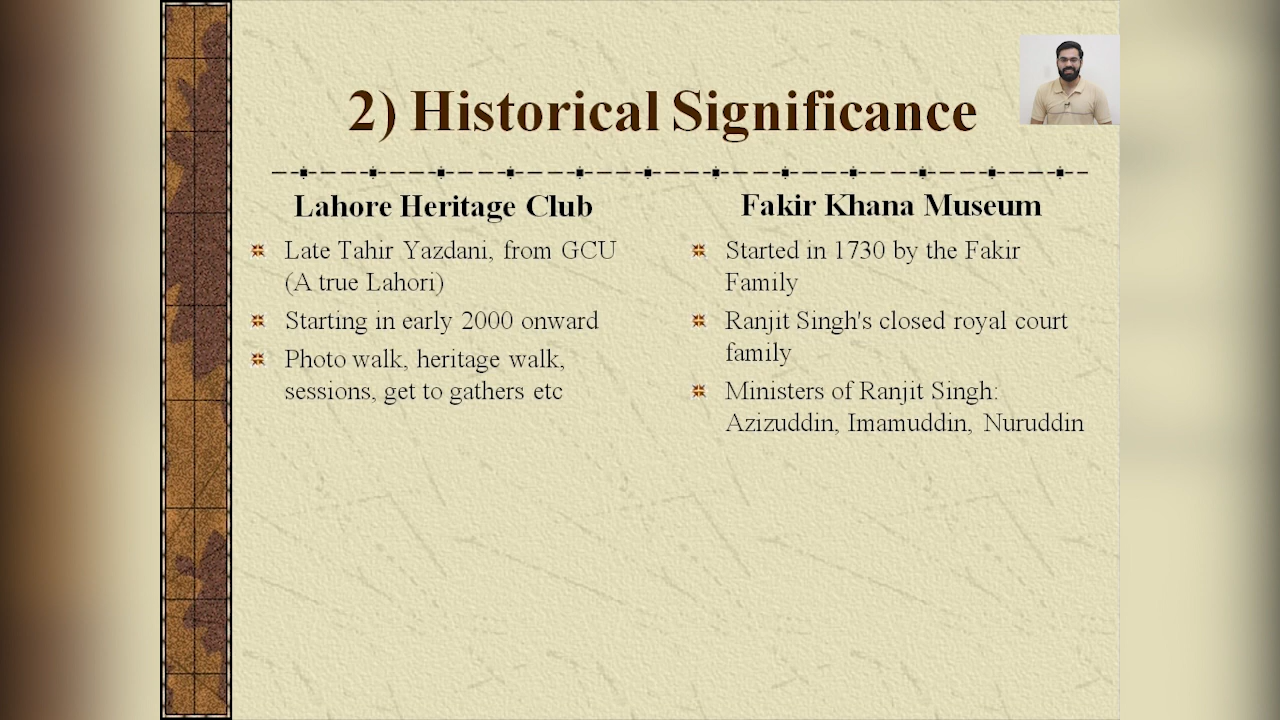 2) Historical Significance
Lahore Heritage Club
Late Tahir Yazdani, from GCU
(A true Lahori)
Starting in early 2000 onward
Photo walk, heritage walk,
sessions, get to gathers etc
Fakir Khana Museum
Started in 1730 by the Fakir
Family
Ranjit Singh's closed royal court
family
Ministers of Ranjit Singh:
Azizuddin, Imamuddin, Nuruddin